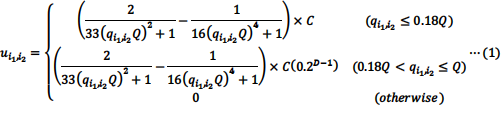 u_{i_1,i_2} = { ( 2 / (33(q_{i_1,i_2}Q)^2 + 1) − 1 / (16(q_{i_1,i_2}Q)^4 + 1) ) × C (q_{i_1,i_2} ≤ 0.18Q)
( 2 / (33(q_{i_1,i_2}Q)^2 + 1) − 1 / (16(q_{i_1,i_2}Q)^4 + 1) ) × C(0.2^{D−1}) (0.18Q < q_{i_1,i_2} ≤ Q) ⋯(1)
0 (otherwise)